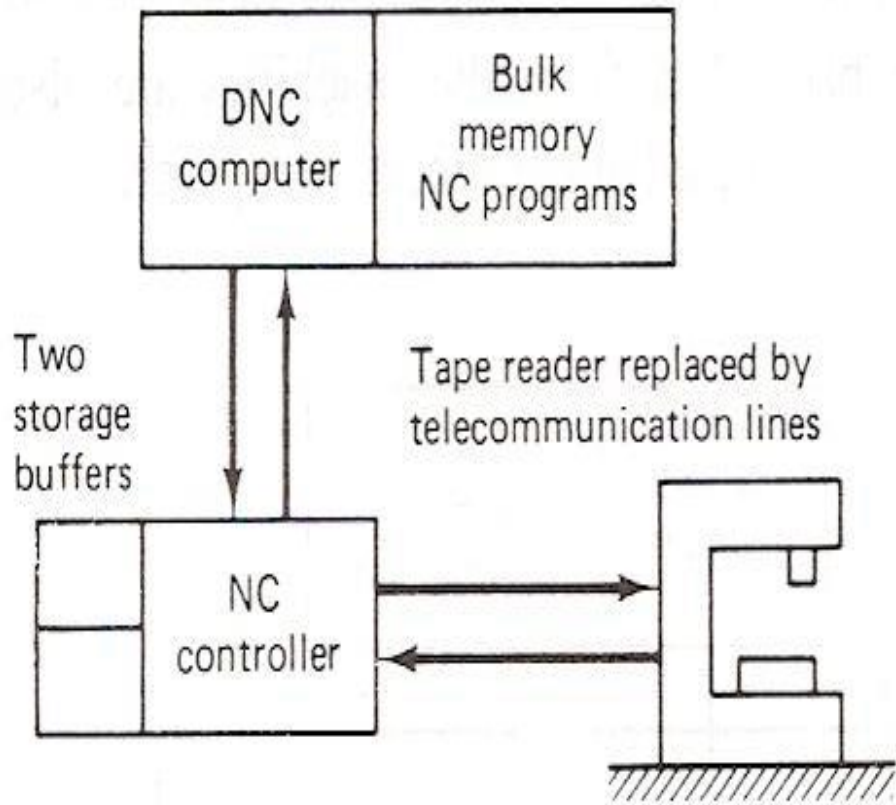 DNC
computer
Bulk
memory
NC programs
Two
storage
buffers
Tape reader replaced by
telecommunication lines
NC
controller